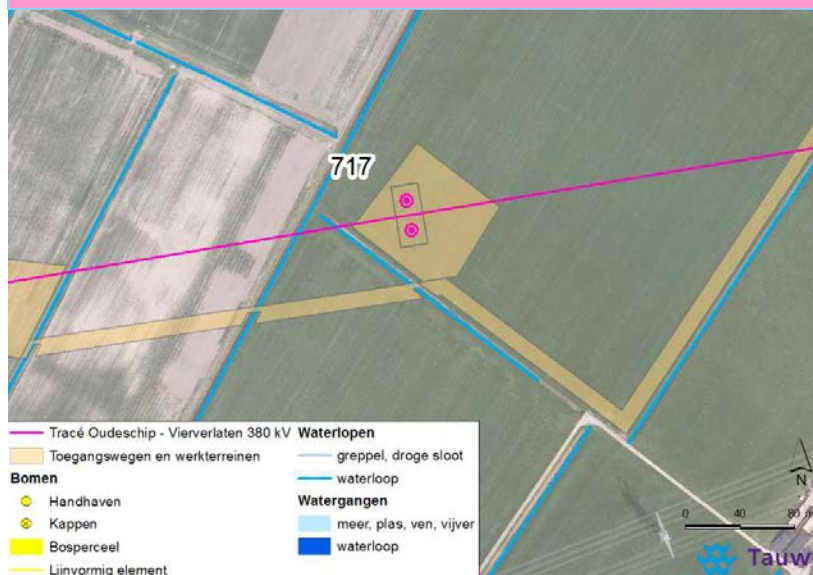 717
Tracé Oudeschip - Vierverlaten 380 kV
Toegangswegen en werkterreinen
Bomen
Handhaven
Kappen
Bosperceel
Lijnvormig element
Waterlopen
greppel, droge sloot
waterloop
Watergangen
meer, plas, ven, vijver
waterloop
N
0 40 80 m
Tauw